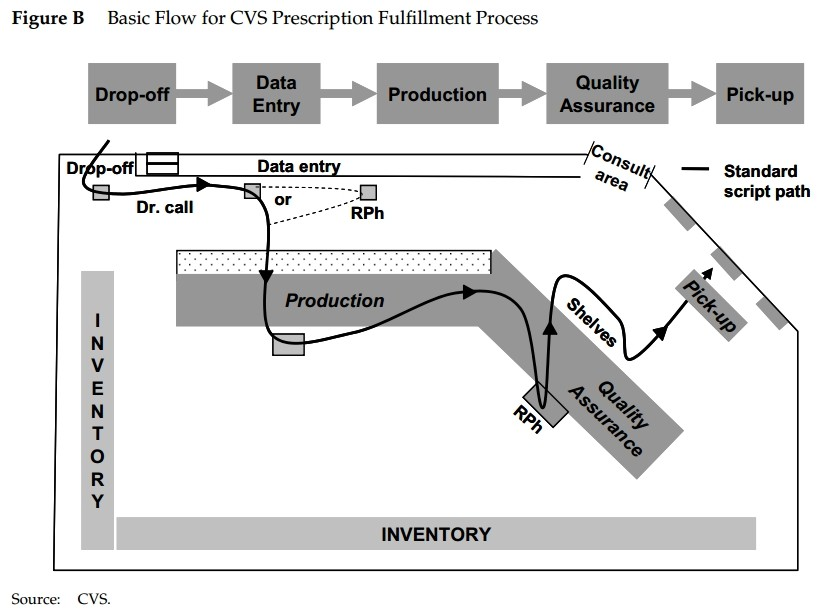 Figure B Basic Flow for CVS Prescription Fulfillment Process
Drop-off
Data
Entry
Production
Quality
Assurance
Pick-up
Drop-off
Data entry
Consult
area
Standard
script path
Dr. call
or
RPh
Production
Shelves
Pick-up
Quality
Assurance
RPh
I
N
V
E
N
T
O
R
Y
INVENTORY
Source: CVS.